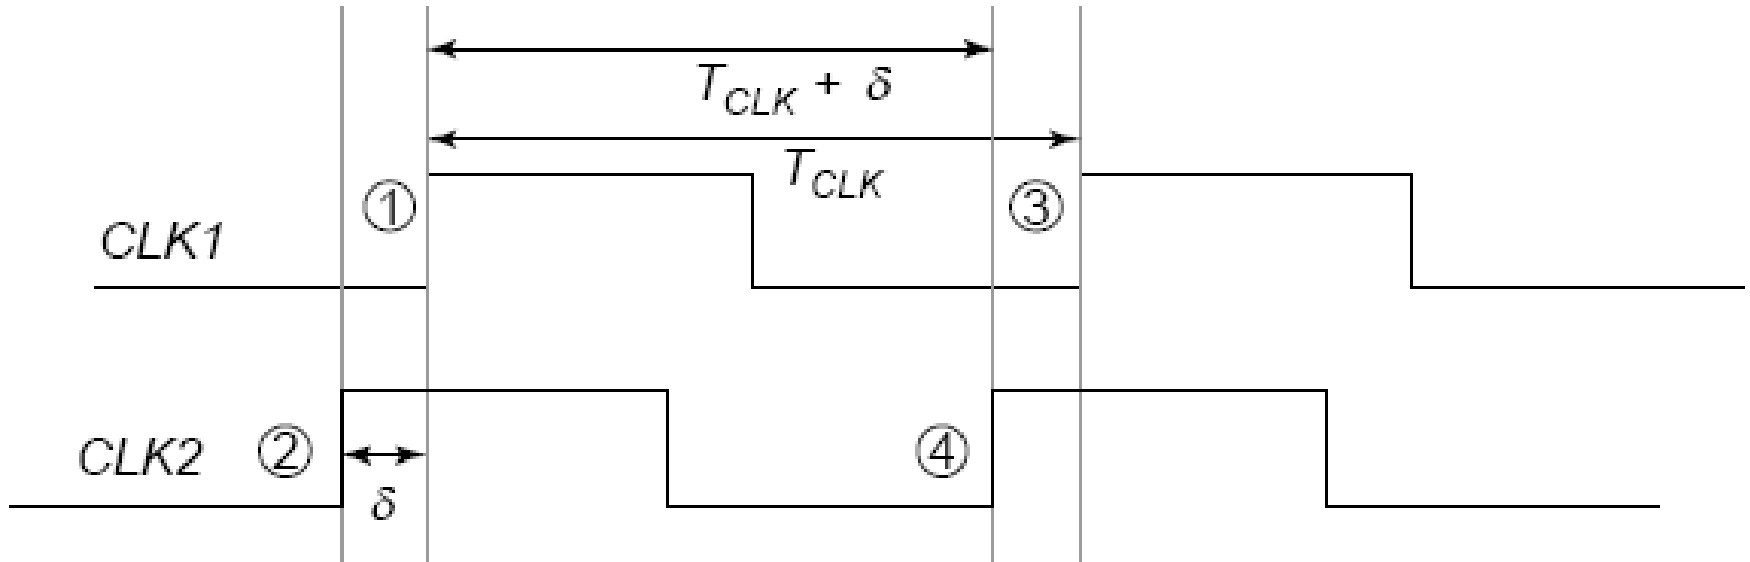 T_CLK + δ
T_CLK
① ③
CLK1
CLK2 ② ④
δ